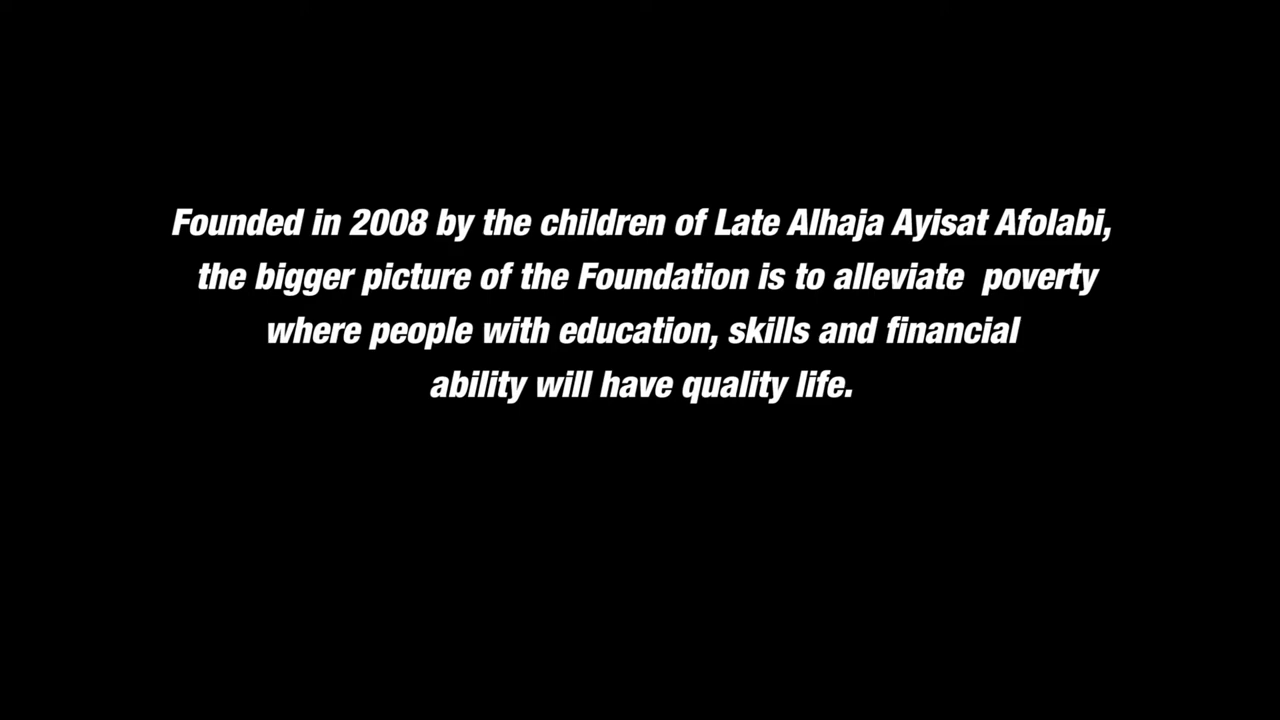 Founded in 2008 by the children of Late Alhaja Ayisat Afolabi,
the bigger picture of the Foundation is to alleviate  poverty
where people with education, skills and financial
ability will have quality life.